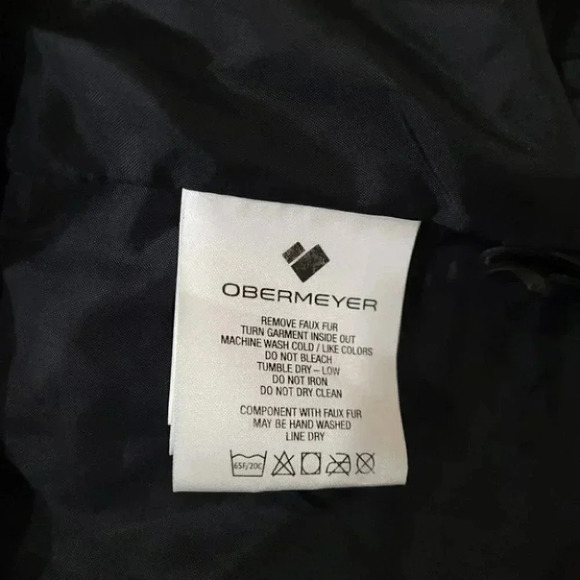 OBERMEYER
REMOVE FAUX FUR
TURN GARMENT INSIDE OUT
MACHINE WASH COLD / LIKE COLORS
DO NOT BLEACH
TUMBLE DRY – LOW
DO NOT IRON
DO NOT DRY CLEAN
COMPONENT WITH FAUX FUR
MAY BE HAND WASHED
LINE DRY
65F/20C